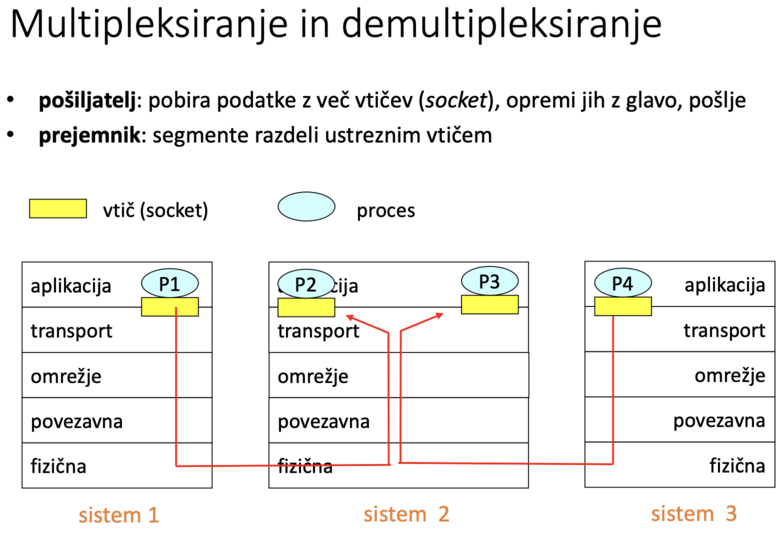 Multipleksiranje in demultipleksiranje
• pošiljatelj: pobira podatke z več vtičev (socket), opremi jih z glavo, pošlje
• prejemnik: segmente razdeli ustreznim vtičem
vtič (socket)
proces
aplikacija
P1
transport
omrežje
povezavna
fizična
sistem 1
P2
cija
P3
transport
omrežje
povezavna
fizična
sistem 2
P4
aplikacija
transport
omrežje
povezavna
fizična
sistem 3